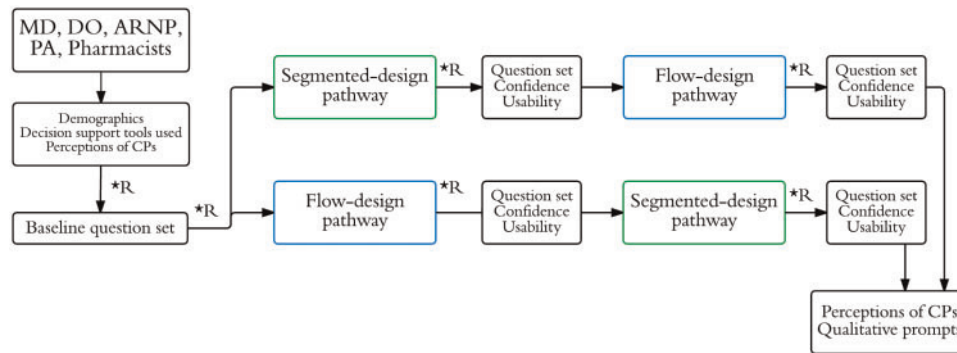 MD, DO, ARNP,
PA, Pharmacists
Demographics
Decision support tools used
Perceptions of CPs
★R
Baseline question set
★R
Segmented-design
pathway
★R
Question set
Confidence
Usability
Flow-design
pathway
★R
Question set
Confidence
Usability
Flow-design
pathway
★R
Question set
Confidence
Usability
Segmented-design
pathway
★R
Question set
Confidence
Usability
Perceptions of CPs
Qualitative prompts